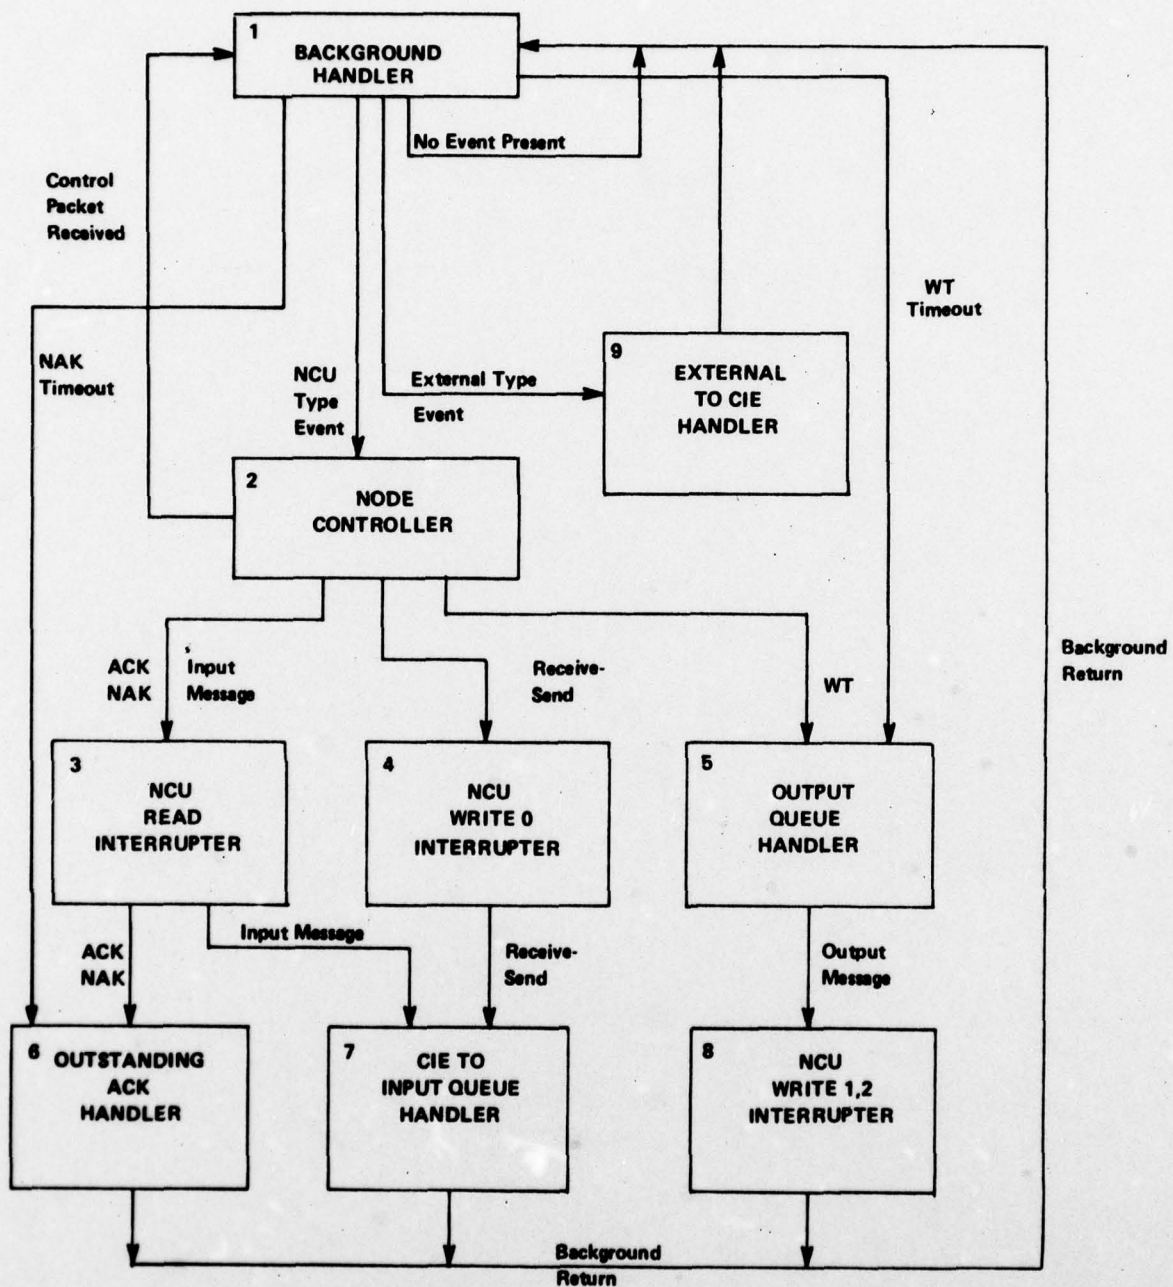 1
BACKGROUND
HANDLER
No Event Present
Control
Packet
Received
WT
Timeout
NAK
Timeout
NCU
Type
Event
External Type
Event
9
EXTERNAL
TO CIE
HANDLER
2
NODE
CONTROLLER
Background
Return
ACK
NAK
Input
Message
Receive-
Send
WT
3
NCU
READ
INTERRUPTER
4
NCU
WRITE 0
INTERRUPTER
5
OUTPUT
QUEUE
HANDLER
ACK
NAK
Input Message
Receive-
Send
Output
Message
6
OUTSTANDING
ACK
HANDLER
7
CIE TO
INPUT QUEUE
HANDLER
8
NCU
WRITE 1,2
INTERRUPTER
Background
Return